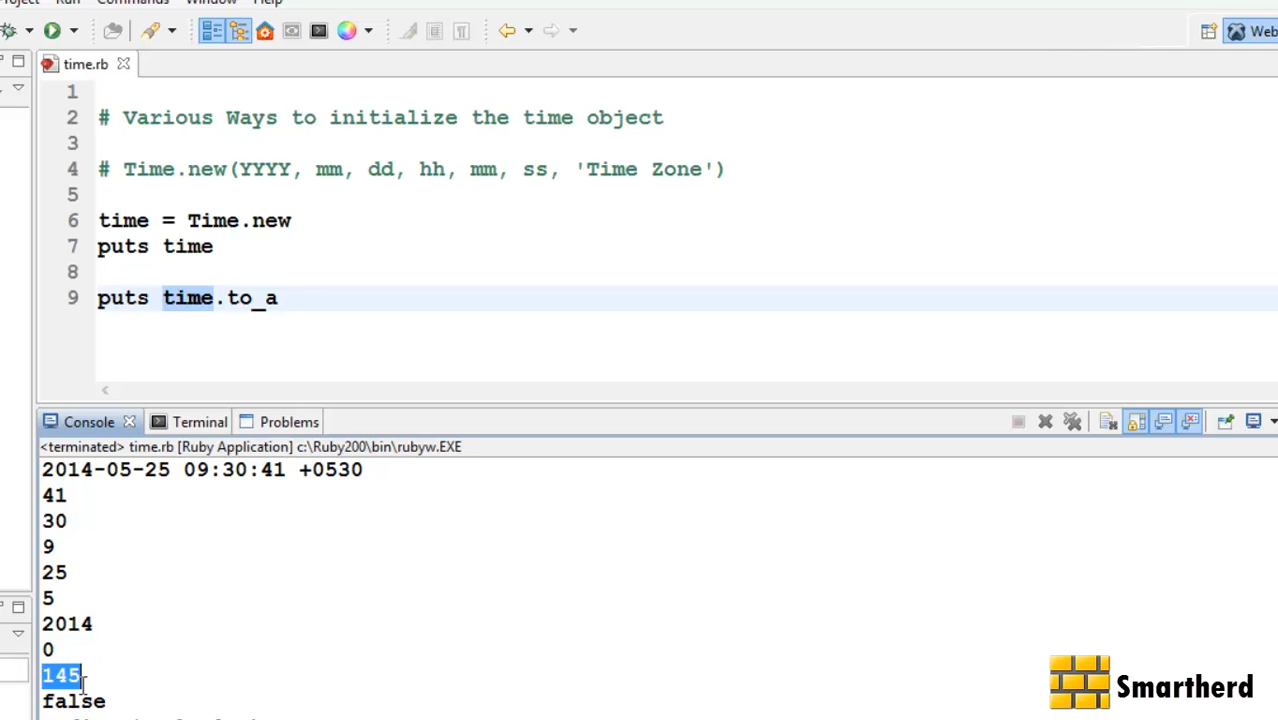 Project Run Commands Window Help
Web
time.rb
1
2 # Various Ways to initialize the time object
3
4 # Time.new(YYYY, mm, dd, hh, mm, ss, 'Time Zone')
5
6 time = Time.new
7 puts time
8
9 puts time.to_a
Console Terminal Problems
<terminated> time.rb [Ruby Application] c:\Ruby200\bin\rubyw.EXE
2014-05-25 09:30:41 +0530
41
30
9
25
5
2014
0
145
false
Smartherd